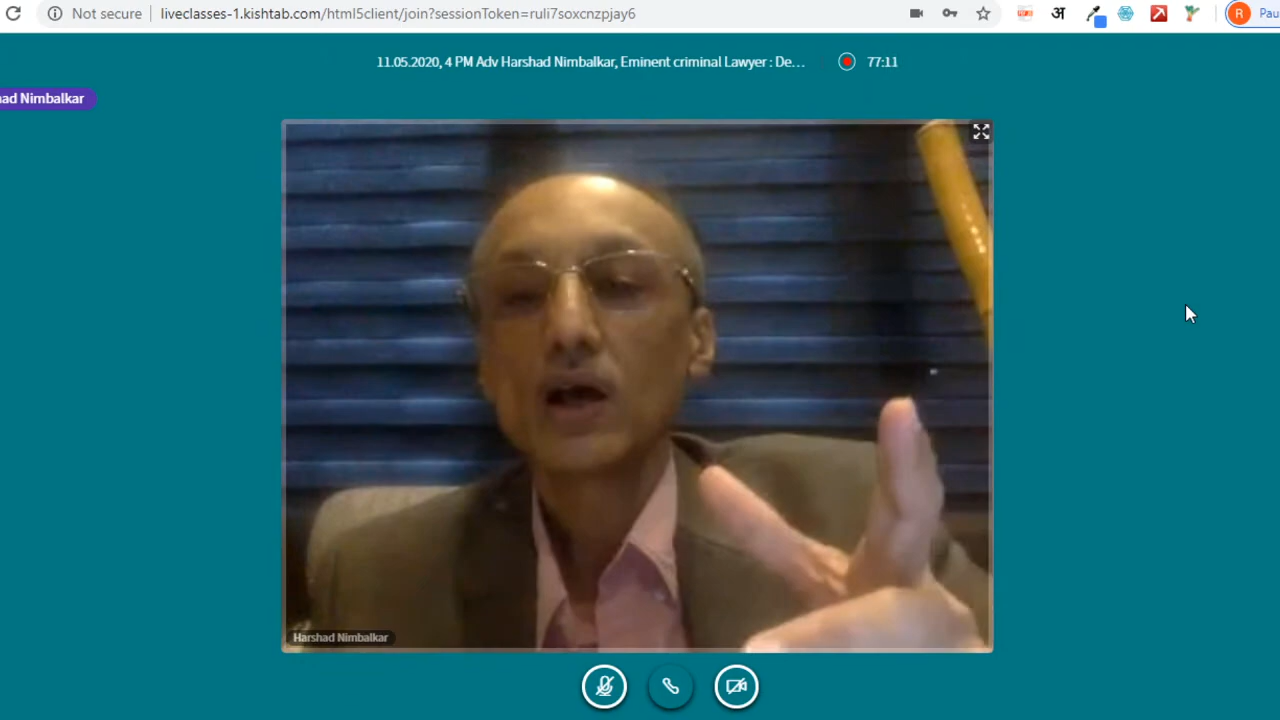 Not secure
liveclasses-1.kishtab.com/html5client/join?sessionToken=ruli7soxcnzpjay6
अ
R
Pau
11.05.2020, 4 PM Adv Harshad Nimbalkar, Eminent criminal Lawyer : De...
77:11
ad Nimbalkar
Harshad Nimbalkar